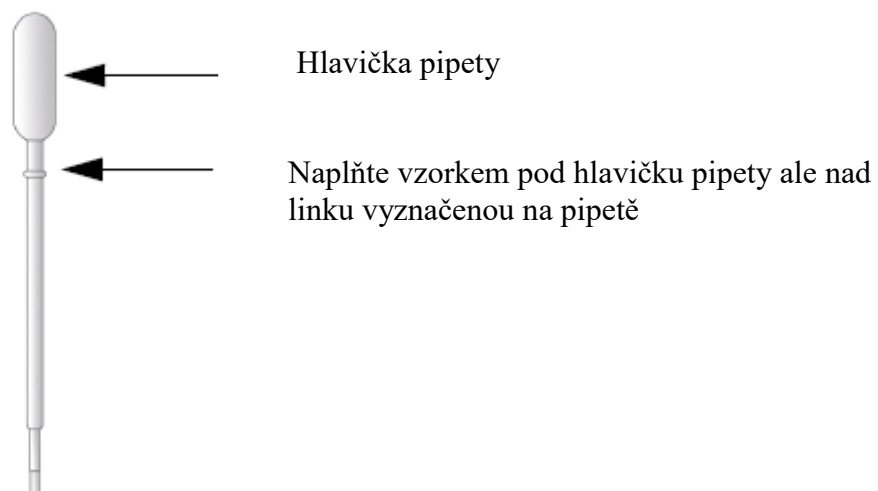 Hlavička pipety
Naplňte vzorkem pod hlavičku pipety ale nad
linku vyznačenou na pipetě